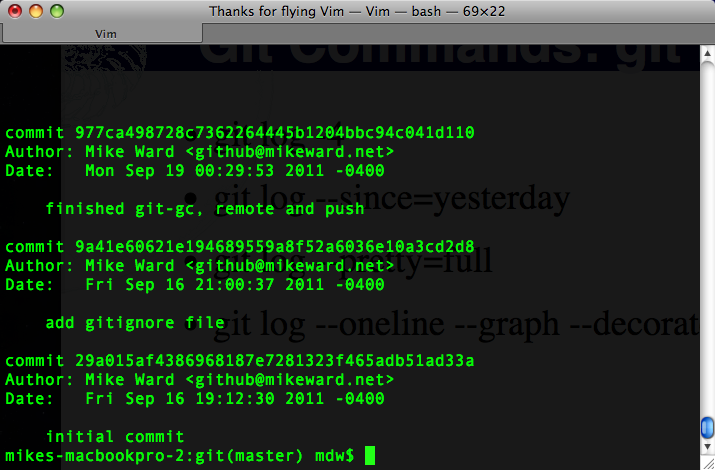 Thanks for flying Vim — Vim — bash — 69×22
Vim
Git Commands: git
commit 977ca498728c7362264445b1204bbc94c041d110
Author: Mike Ward <github@mikeward.net>
Date:   Mon Sep 19 00:29:53 2011 -0400
• git log --since=yesterday
    finished git-gc, remote and push
commit 9a41e60621e194689559a8f52a6036e10a3cd2d8
• git log --pretty=full
Author: Mike Ward <github@mikeward.net>
Date:   Fri Sep 16 21:00:37 2011 -0400
    add gitignore file
• git log --oneline --graph --decorat
commit 29a015af4386968187e7281323f465adb51ad33a
Author: Mike Ward <github@mikeward.net>
Date:   Fri Sep 16 19:12:30 2011 -0400
    initial commit
mikes-macbookpro-2:git(master) mdw$